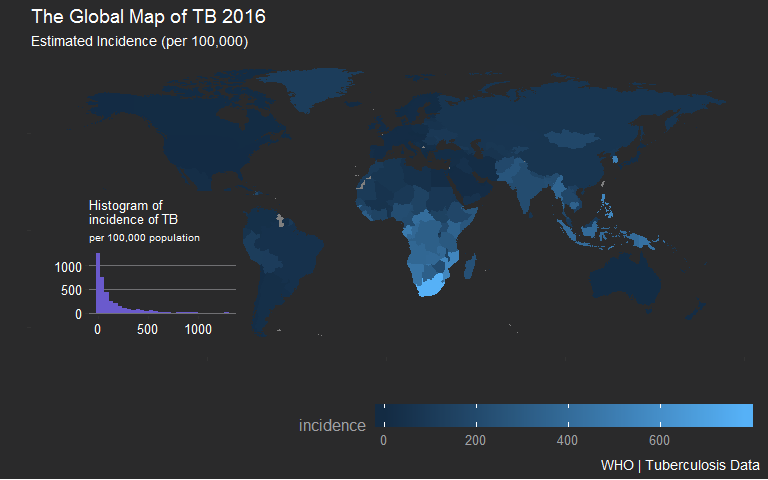 The Global Map of TB 2016
Estimated Incidence (per 100,000)
Histogram of
incidence of TB
per 100,000 population
1000
500
0
0 500 1000
incidence
0 200 400 600
WHO | Tuberculosis Data